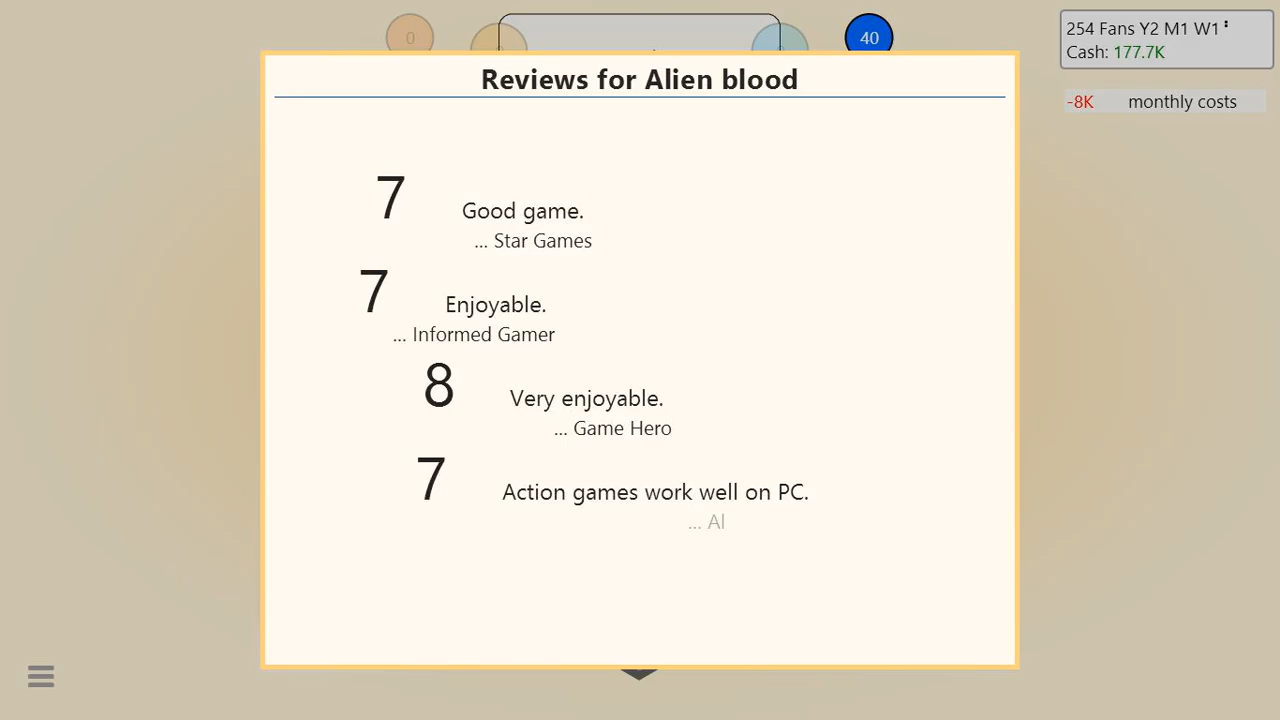 0
40
254 Fans Y2 M1 W1
Cash: 177.7K
-8K monthly costs
Reviews for Alien blood
7 Good game.
... Star Games
7 Enjoyable.
... Informed Gamer
8 Very enjoyable.
... Game Hero
7 Action games work well on PC.
... Al